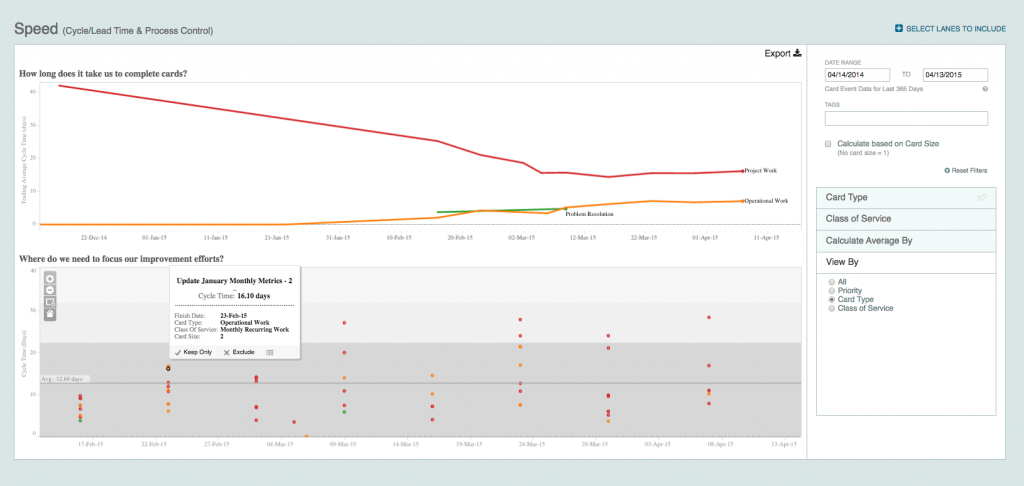 Speed (Cycle/Lead Time & Process Control)
SELECT LANES TO INCLUDE
Export
How long does it take us to complete cards?
Trailing Average Cycle Time (days)
40
30
20
10
0
Project Work
Operational Work
Problem Resolution
22-Dec-14 01-Jan-15 11-Jan-15 21-Jan-15 31-Jan-15 10-Feb-15 20-Feb-15 02-Mar-15 12-Mar-15 22-Mar-15 01-Apr-15 11-Apr-15
Where do we need to focus our improvement efforts?
Cycle Time (Days)
40
30
20
10
0
Update January Monthly Metrics - 2
Cycle Time: 16.10 days
Finish Date: 23-Feb-15
Card Type: Operational Work
Class Of Service: Monthly Recurring Work
Card Size: 2
Keep Only Exclude
Avg : 12.69 days
17-Feb-15 22-Feb-15 27-Feb-15 04-Mar-15 09-Mar-15 14-Mar-15 19-Mar-15 24-Mar-15 29-Mar-15 03-Apr-15 08-Apr-15 13-Apr-15
DATE RANGE
04/14/2014 TO 04/13/2015
Card Event Data for Last 365 Days
TAGS
Calculate based on Card Size
(No card size = 1)
Reset Filters
Card Type
Class of Service
Calculate Average By
View By
All
Priority
Card Type
Class of Service